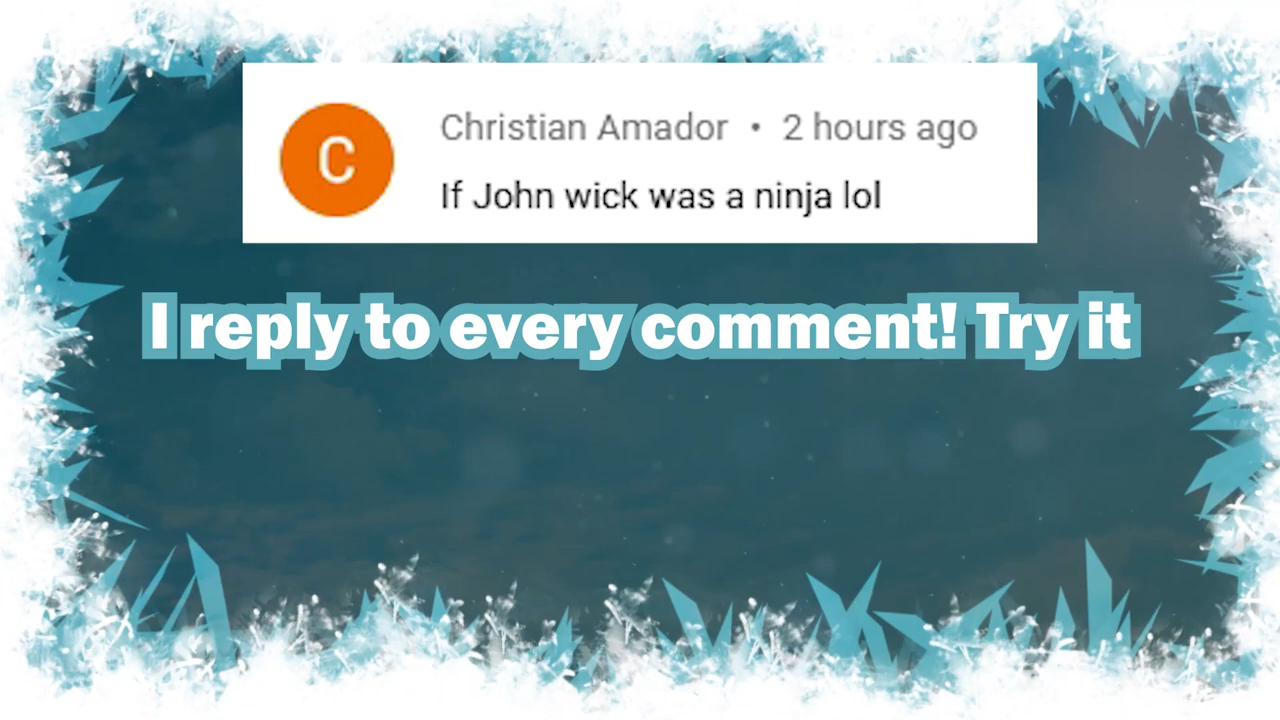 C
Christian Amador • 2 hours ago
If John wick was a ninja lol
I reply to every comment! Try it